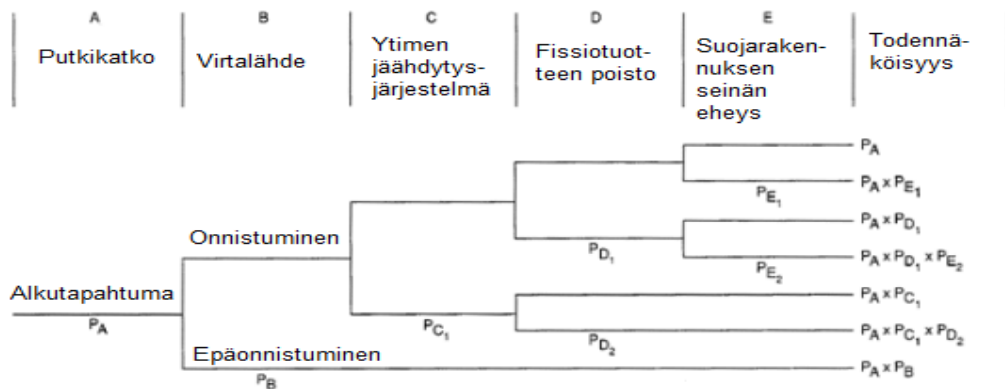 A
B
C
D
E
Putkikatko
Virtalähde
Ytimen
jäähdytys-
järjestelmä
Fissiotuot-
teen poisto
Suojaraken-
nuksen
seinän
eheys
Todennä-
köisyys
Alkutapahtuma
P_A
Onnistuminen
Epäonnistuminen
P_B
P_C₁
P_D₁
P_D₂
P_E₁
P_E₂
P_A
P_A x P_E₁
P_A x P_D₁
P_A x P_D₁ x P_E₂
P_A x P_C₁
P_A x P_C₁ x P_D₂
P_A x P_B